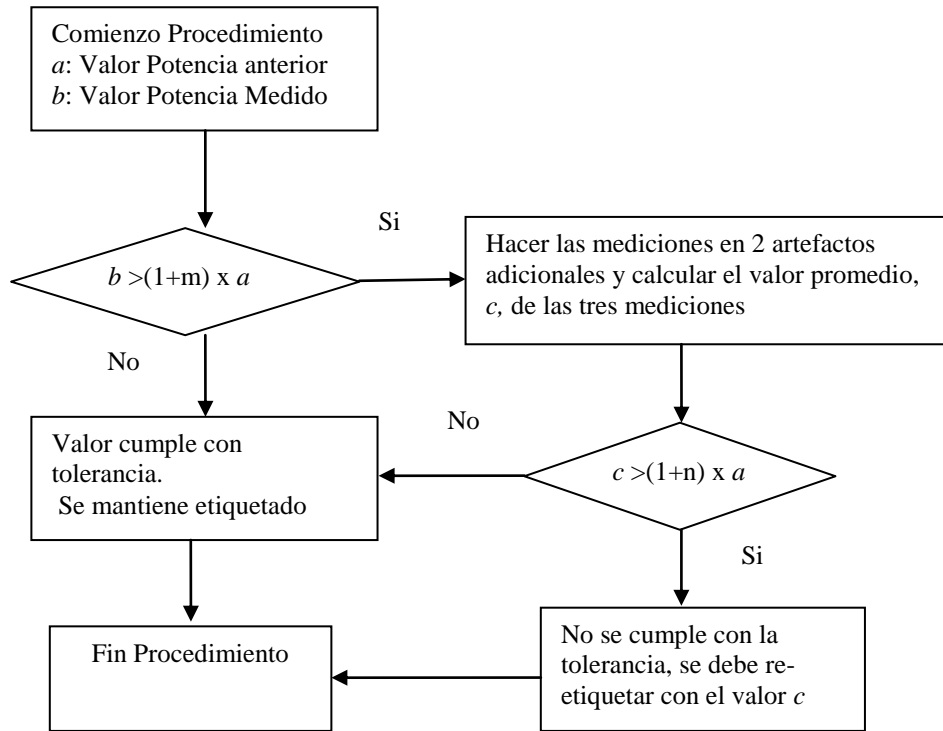 Comienzo Procedimiento
a: Valor Potencia anterior
b: Valor Potencia Medido
Si
b >(1+m) x a
Hacer las mediciones en 2 artefactos
adicionales y calcular el valor promedio,
c, de las tres mediciones
No
No
Valor cumple con
tolerancia.
Se mantiene etiquetado
c >(1+n) x a
Si
Fin Procedimiento
No se cumple con la
tolerancia, se debe re-
etiquetar con el valor c